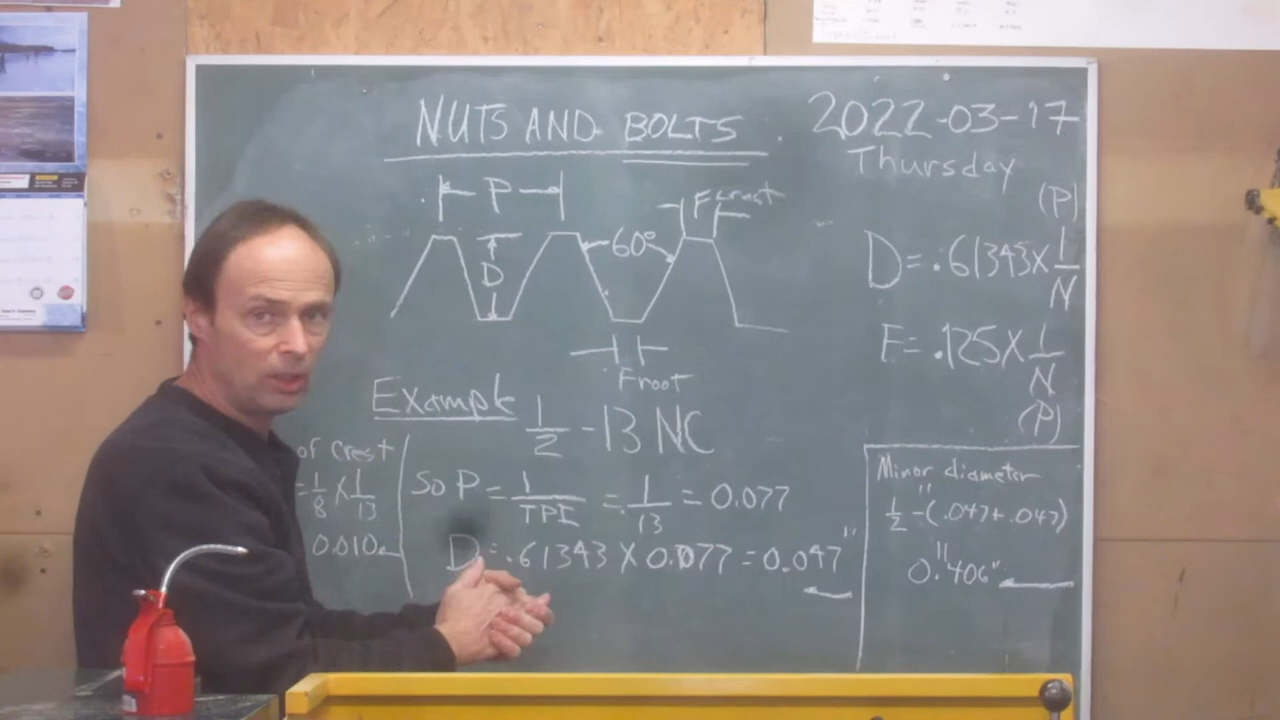 NUTS AND BOLTS
2022-03-17
Thursday
P
F crest
60°
D
F root
(P)
D = .61343 X 1/N
F = .125 X 1/N
(P)
Example
1/2 - 13 NC
of crest
= 1/8 X 1/13
0.010
So P = 1/TPI = 1/13 = 0.077
D = .61343 X 0.077 = 0.047"
Minor diameter
1/2" - (.047 + .047)
0.406"